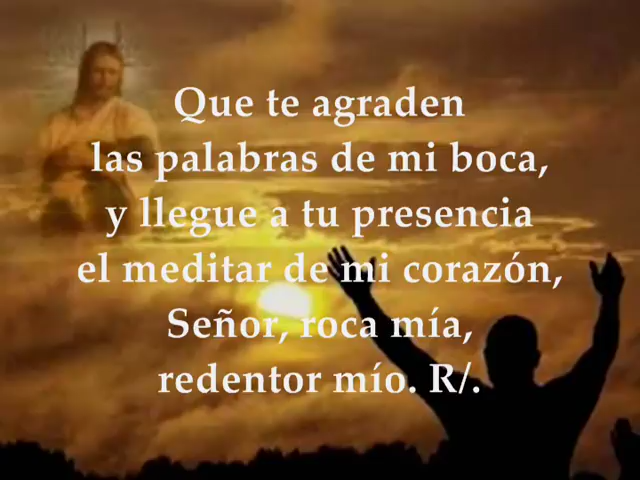 Que te agraden
las palabras de mi boca,
y llegue a tu presencia
el meditar de mi corazón,
Señor, roca mía,
redentor mío. R/.